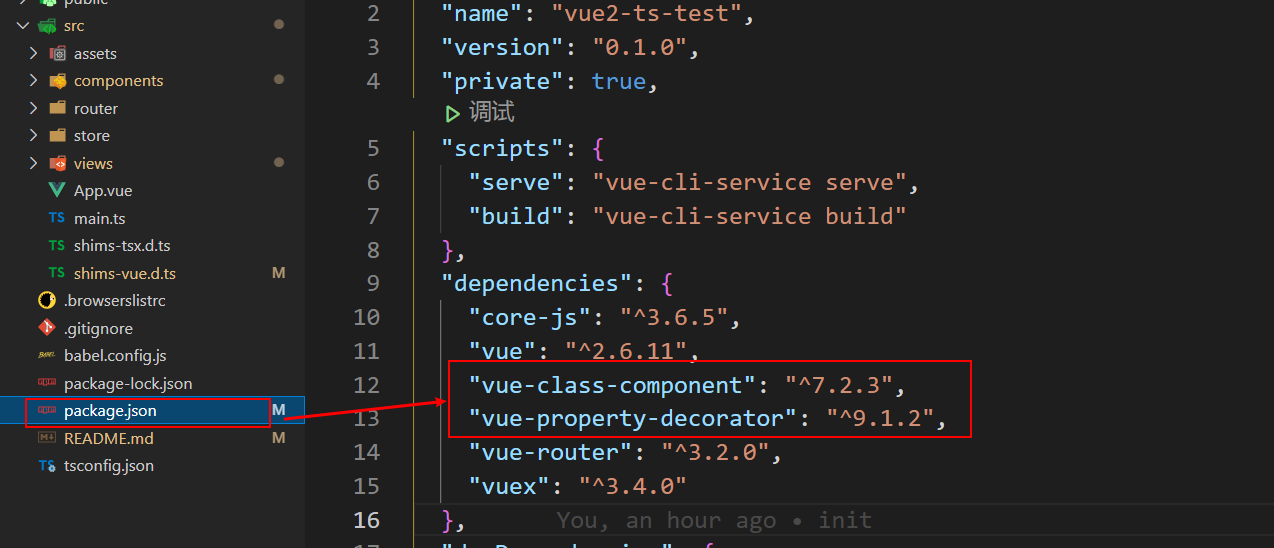 public
src
assets
components
router
store
views
App.vue
TS main.ts
TS shims-tsx.d.ts
TS shims-vue.d.ts M
.browserslistrc
.gitignore
BABEL babel.config.js
package-lock.json
package.json M
README.md M
TS tsconfig.json
2 "name": "vue2-ts-test",
3 "version": "0.1.0",
4 "private": true,
调试
5 "scripts": {
6 "serve": "vue-cli-service serve",
7 "build": "vue-cli-service build"
8 },
9 "dependencies": {
10 "core-js": "^3.6.5",
11 "vue": "^2.6.11",
12 "vue-class-component": "^7.2.3",
13 "vue-property-decorator": "^9.1.2",
14 "vue-router": "^3.2.0",
15 "vuex": "^3.4.0"
16 }, You, an hour ago • init